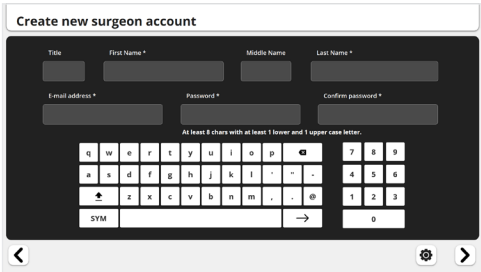 Create new surgeon account
Title First Name * Middle Name Last Name *
E-mail address * Password * Confirm password *
At least 8 chars with at least 1 lower and 1 upper case letter.
q w e r t y u i o p 7 8 9
a s d f g h j k l ' " - 4 5 6
z x c v b n m , . @ 1 2 3
SYM 0